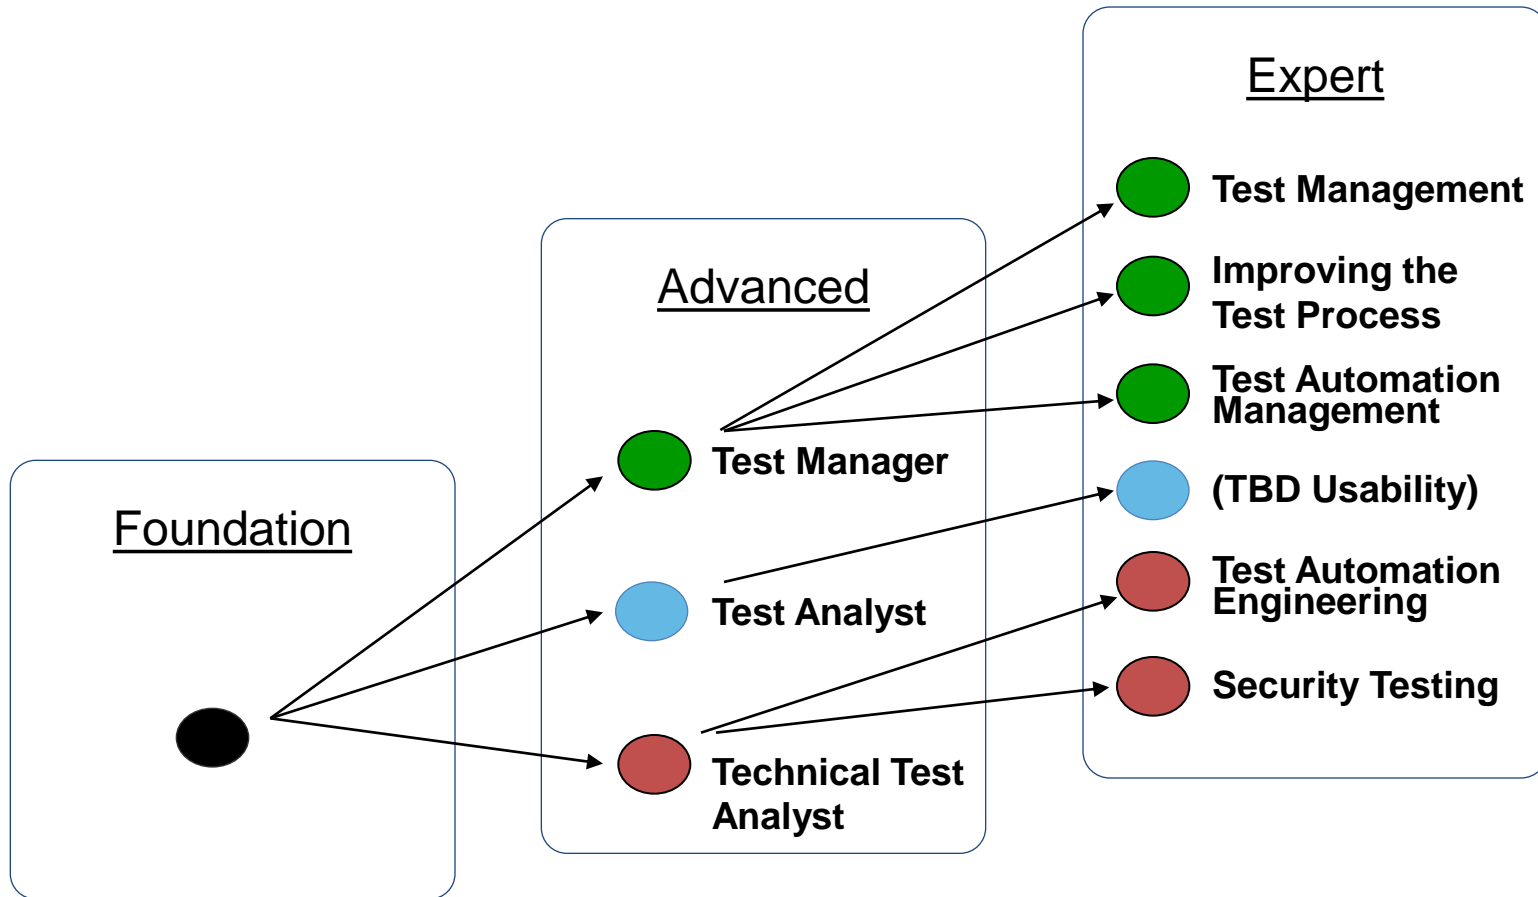 Foundation
Advanced
Test Manager
Test Analyst
Technical Test
Analyst
Expert
Test Management
Improving the
Test Process
Test Automation
Management
(TBD Usability)
Test Automation
Engineering
Security Testing